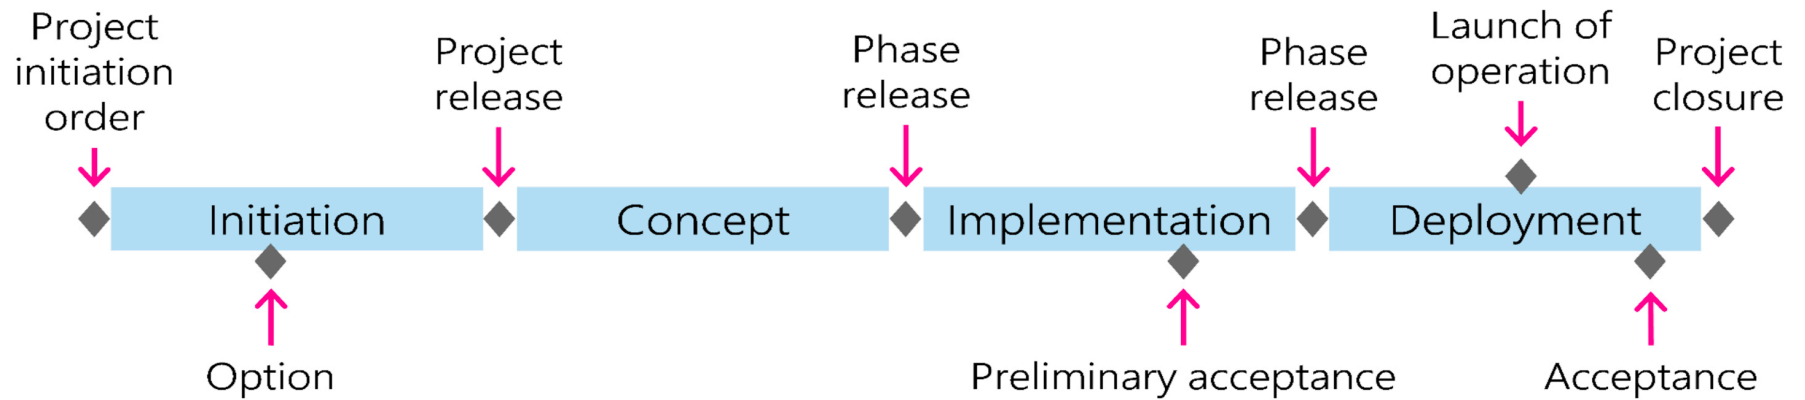 Project
initiation
order
Project
release
Phase
release
Phase
release
Launch of
operation
Project
closure
Initiation
Concept
Implementation
Deployment
Option
Preliminary acceptance
Acceptance